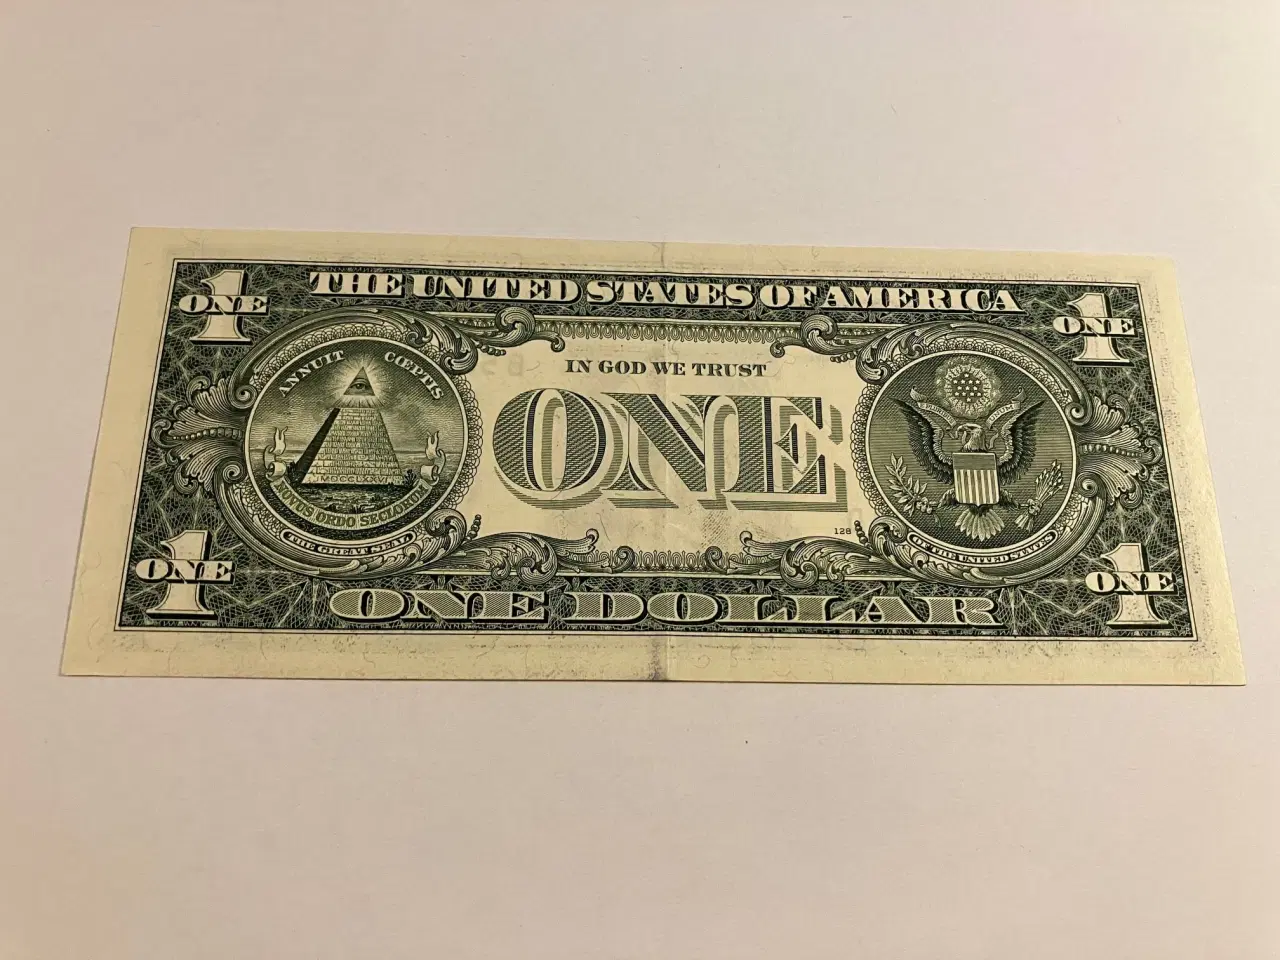 1 ONE
THE UNITED STATES OF AMERICA
1 ONE
ANNUIT CŒPTIS
IN GOD WE TRUST
ONE
MDCCLXXVI
NOVUS ORDO SECLORUM
THE GREAT SEAL
128
OF THE UNITED STATES
1 ONE
ONE DOLLAR
1 ONE